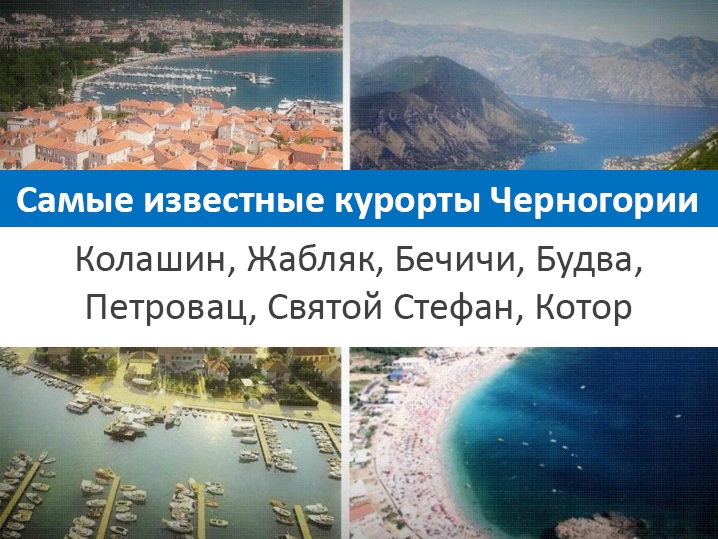 Самые известные курорты Черногории
Колашин, Жабляк, Бечичи, Будва,
Петровац, Святой Стефан, Котор